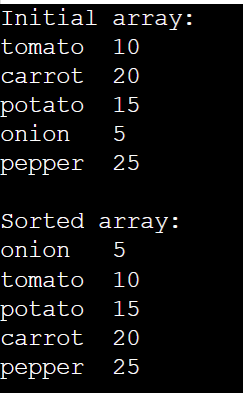 Initial array:
tomato  10
carrot  20
potato  15
onion   5
pepper  25

Sorted array:
onion   5
tomato  10
potato  15
carrot  20
pepper  25